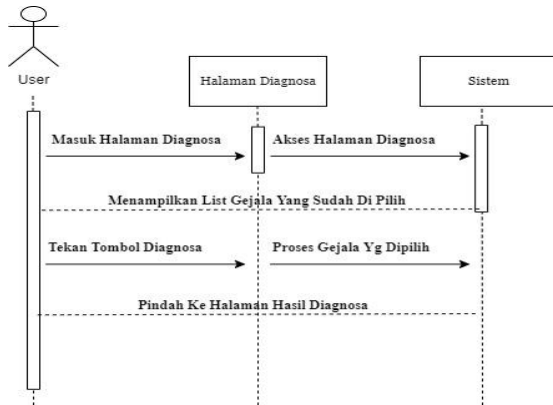 User
Halaman Diagnosa
Sistem
Masuk Halaman Diagnosa
Akses Halaman Diagnosa
Menampilkan List Gejala Yang Sudah Di Pilih
Tekan Tombol Diagnosa
Proses Gejala Yg Dipilih
Pindah Ke Halaman Hasil Diagnosa